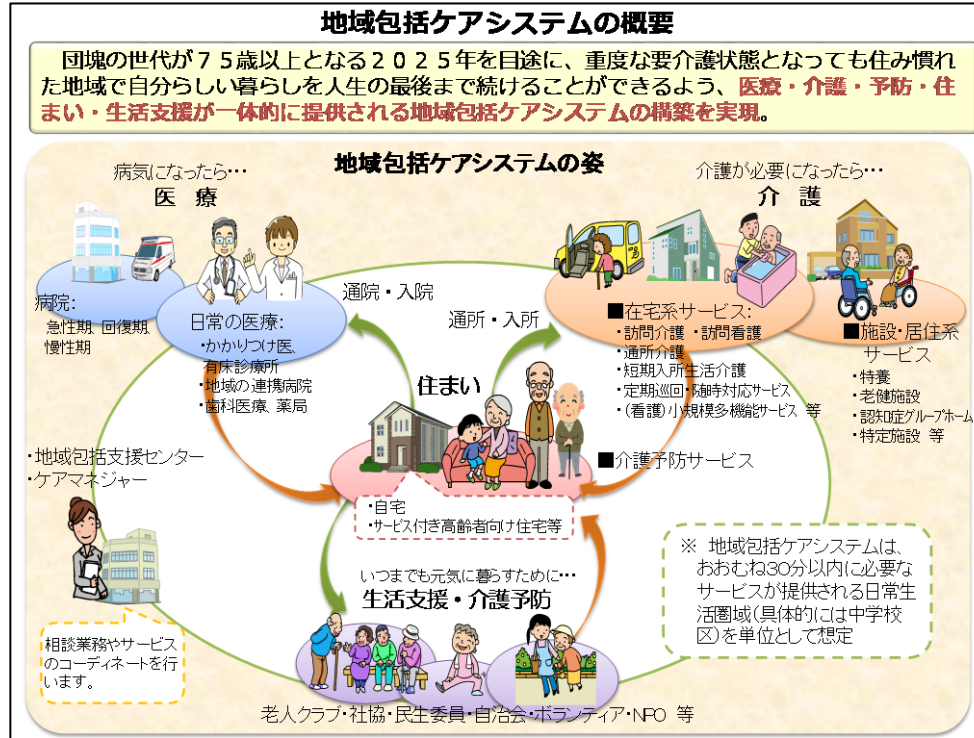 地域包括ケアシステムの概要
団塊の世代が７５歳以上となる２０２５年を目途に、重度な要介護状態となっても住み慣れ
た地域で自分らしい暮らしを人生の最後まで続けることができるよう、医療・介護・予防・住
まい・生活支援が一体的に提供される地域包括ケアシステムの構築を実現。
地域包括ケアシステムの姿
病気になったら…
医 療
介護が必要になったら…
介 護
病院:
急性期、回復期、
慢性期
日常の医療:
・かかりつけ医、
有床診療所
・地域の連携病院
・歯科医療、薬局
通院・入院
通所・入所
■在宅系サービス:
・訪問介護 ・訪問看護
・通所介護
・短期入所生活介護
・定期巡回・随時対応サービス
・(看護)小規模多機能サービス 等
■施設・居住系
サービス
・特養
・老健施設
・認知症グループホーム
・特定施設 等
住まい
■介護予防サービス
・自宅
・サービス付き高齢者向け住宅等
・地域包括支援センター
・ケアマネジャー
相談業務やサービス
のコーディネートを行
います。
いつまでも元気に暮らすために…
生活支援・介護予防
※ 地域包括ケアシステムは、
おおむね30分以内に必要な
サービスが提供される日常生
活圏域(具体的には中学校
区)を単位として想定
老人クラブ・社協・民生委員・自治会・ボランティア・NPO 等